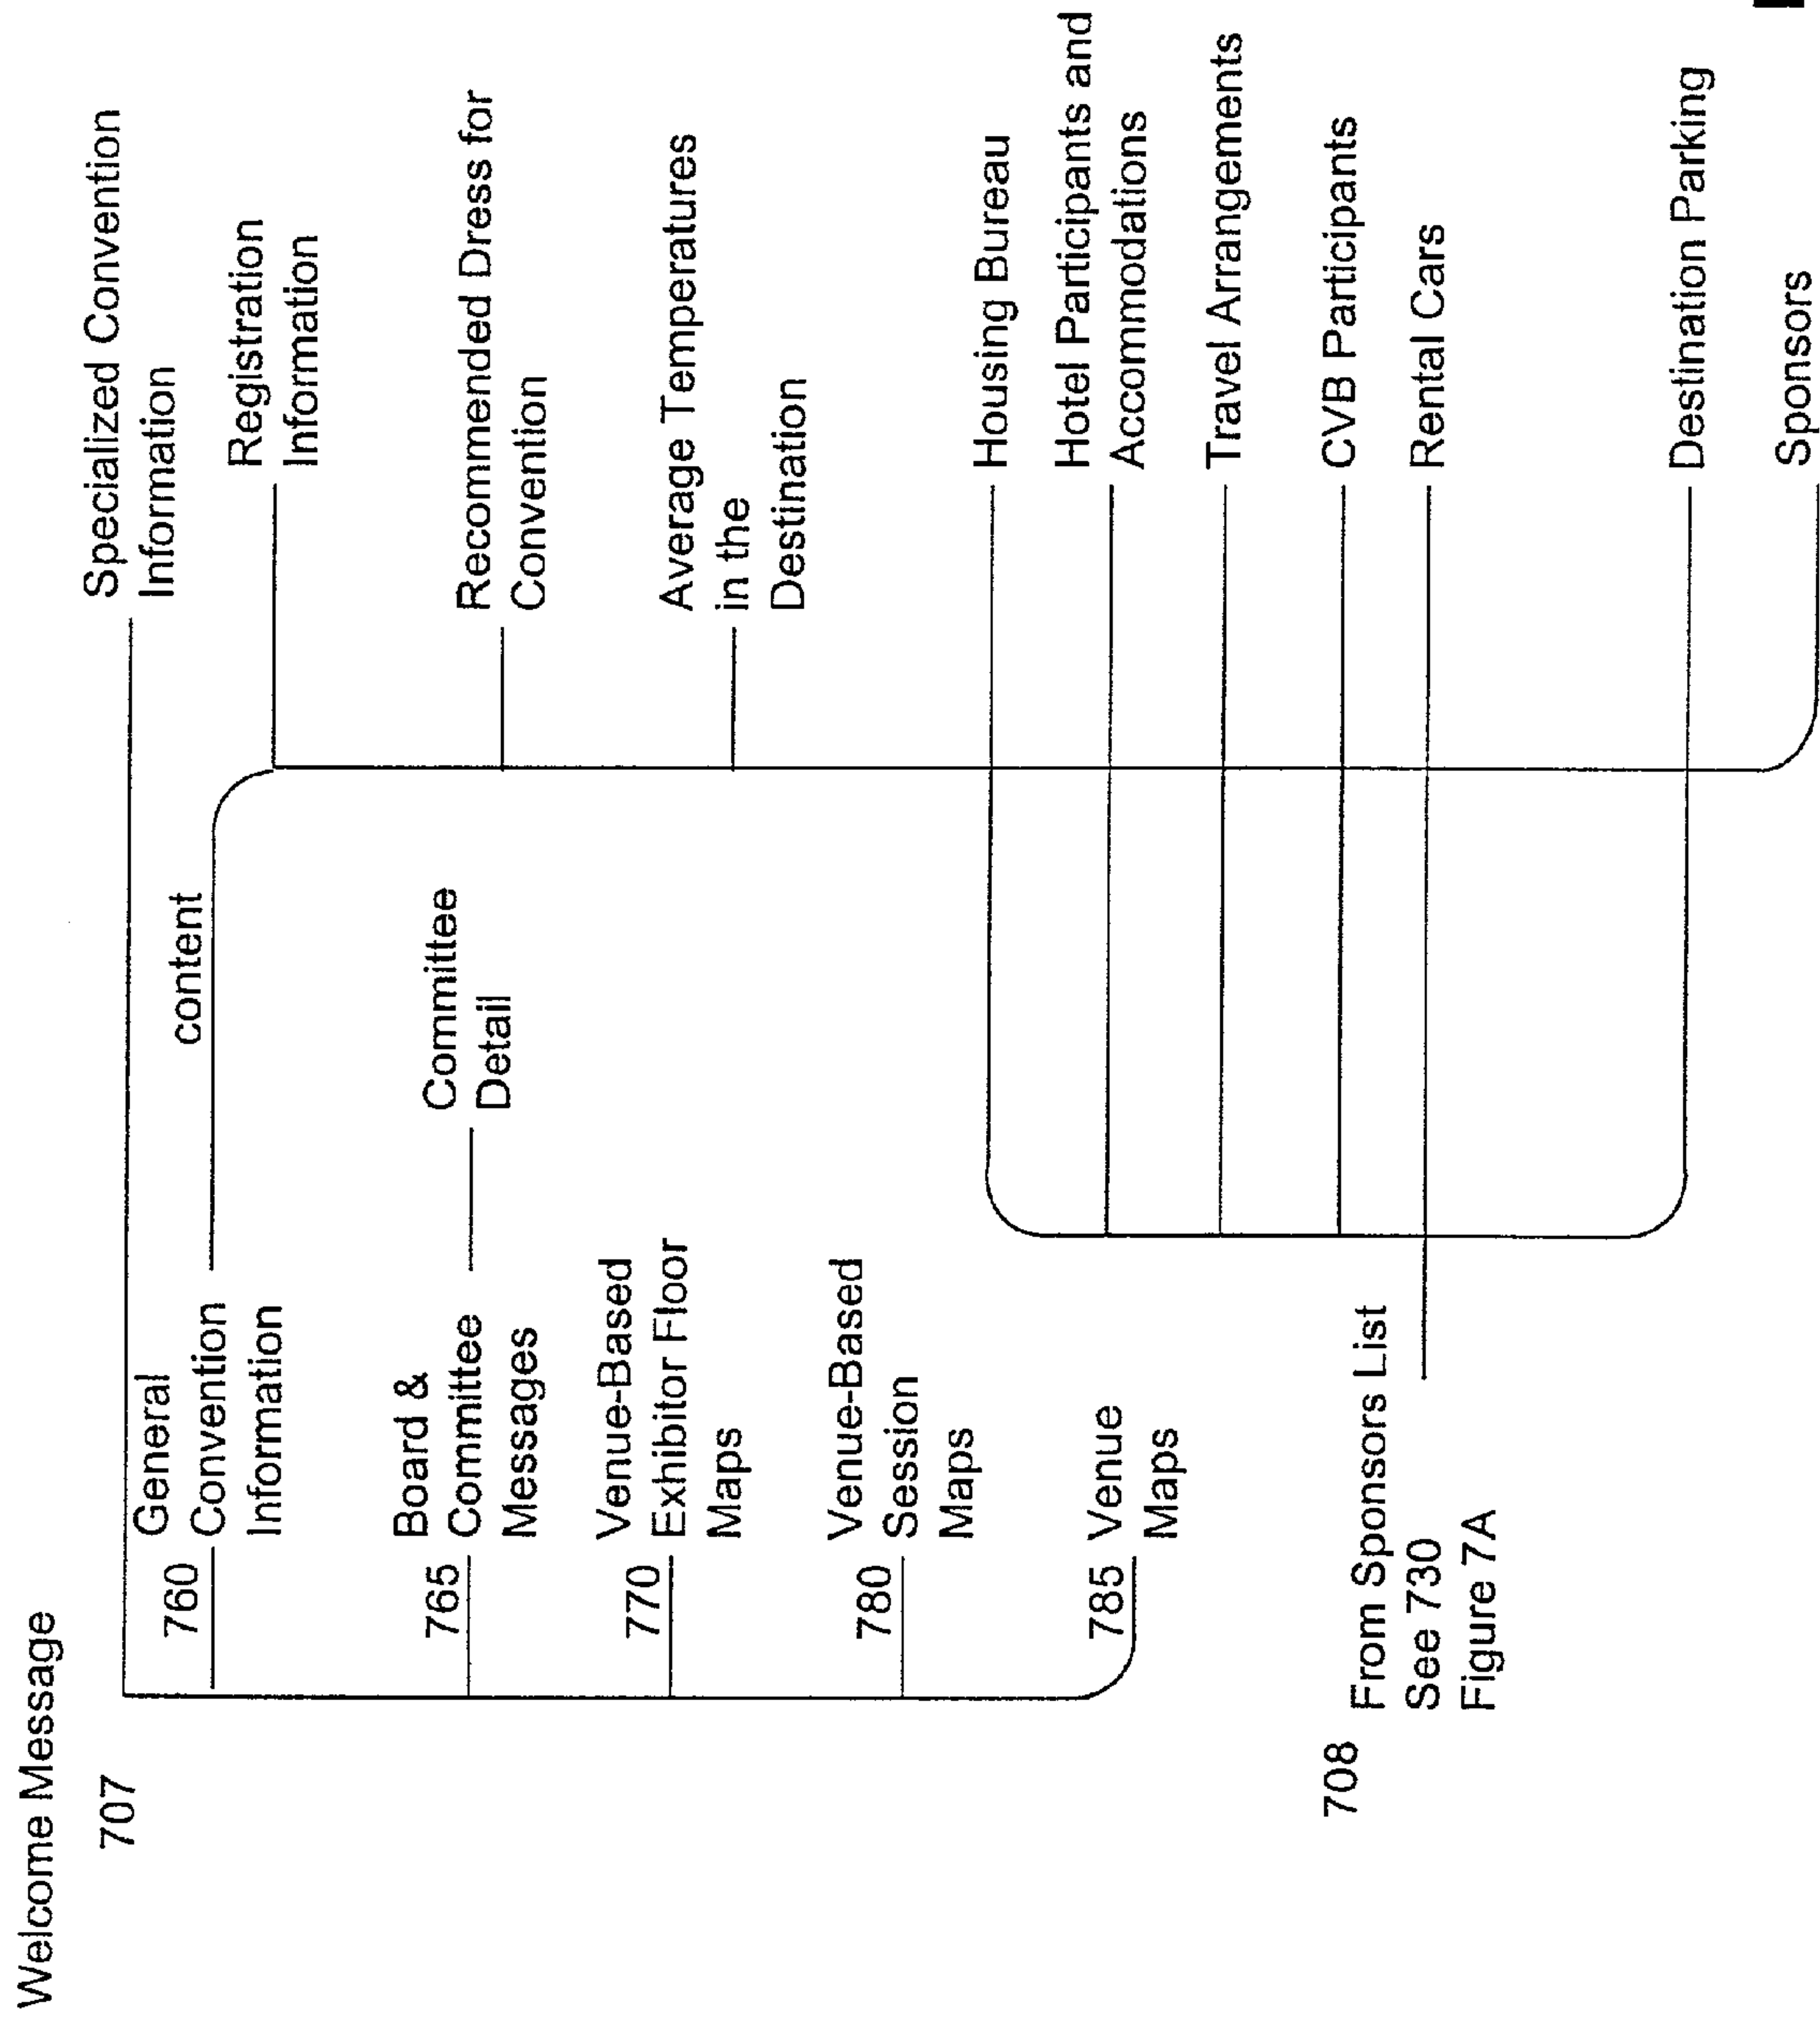 Welcome Message
707
Specialized Convention
Information
760
General
Convention
Information
content
Registration
Information
765
Board &
Committee
Messages
Committee
Detail
Recommended Dress for
Convention
770
Venue-Based
Exhibitor Floor
Maps
Average Temperatures
in the
Destination
780
Venue-Based
Session
Maps
Housing Bureau
785
Venue
Maps
Hotel Participants and
Accommodations
Travel Arrangements
708
From Sponsors List
See 730
Figure 7A
CVB Participants
Rental Cars
Destination Parking
Sponsors